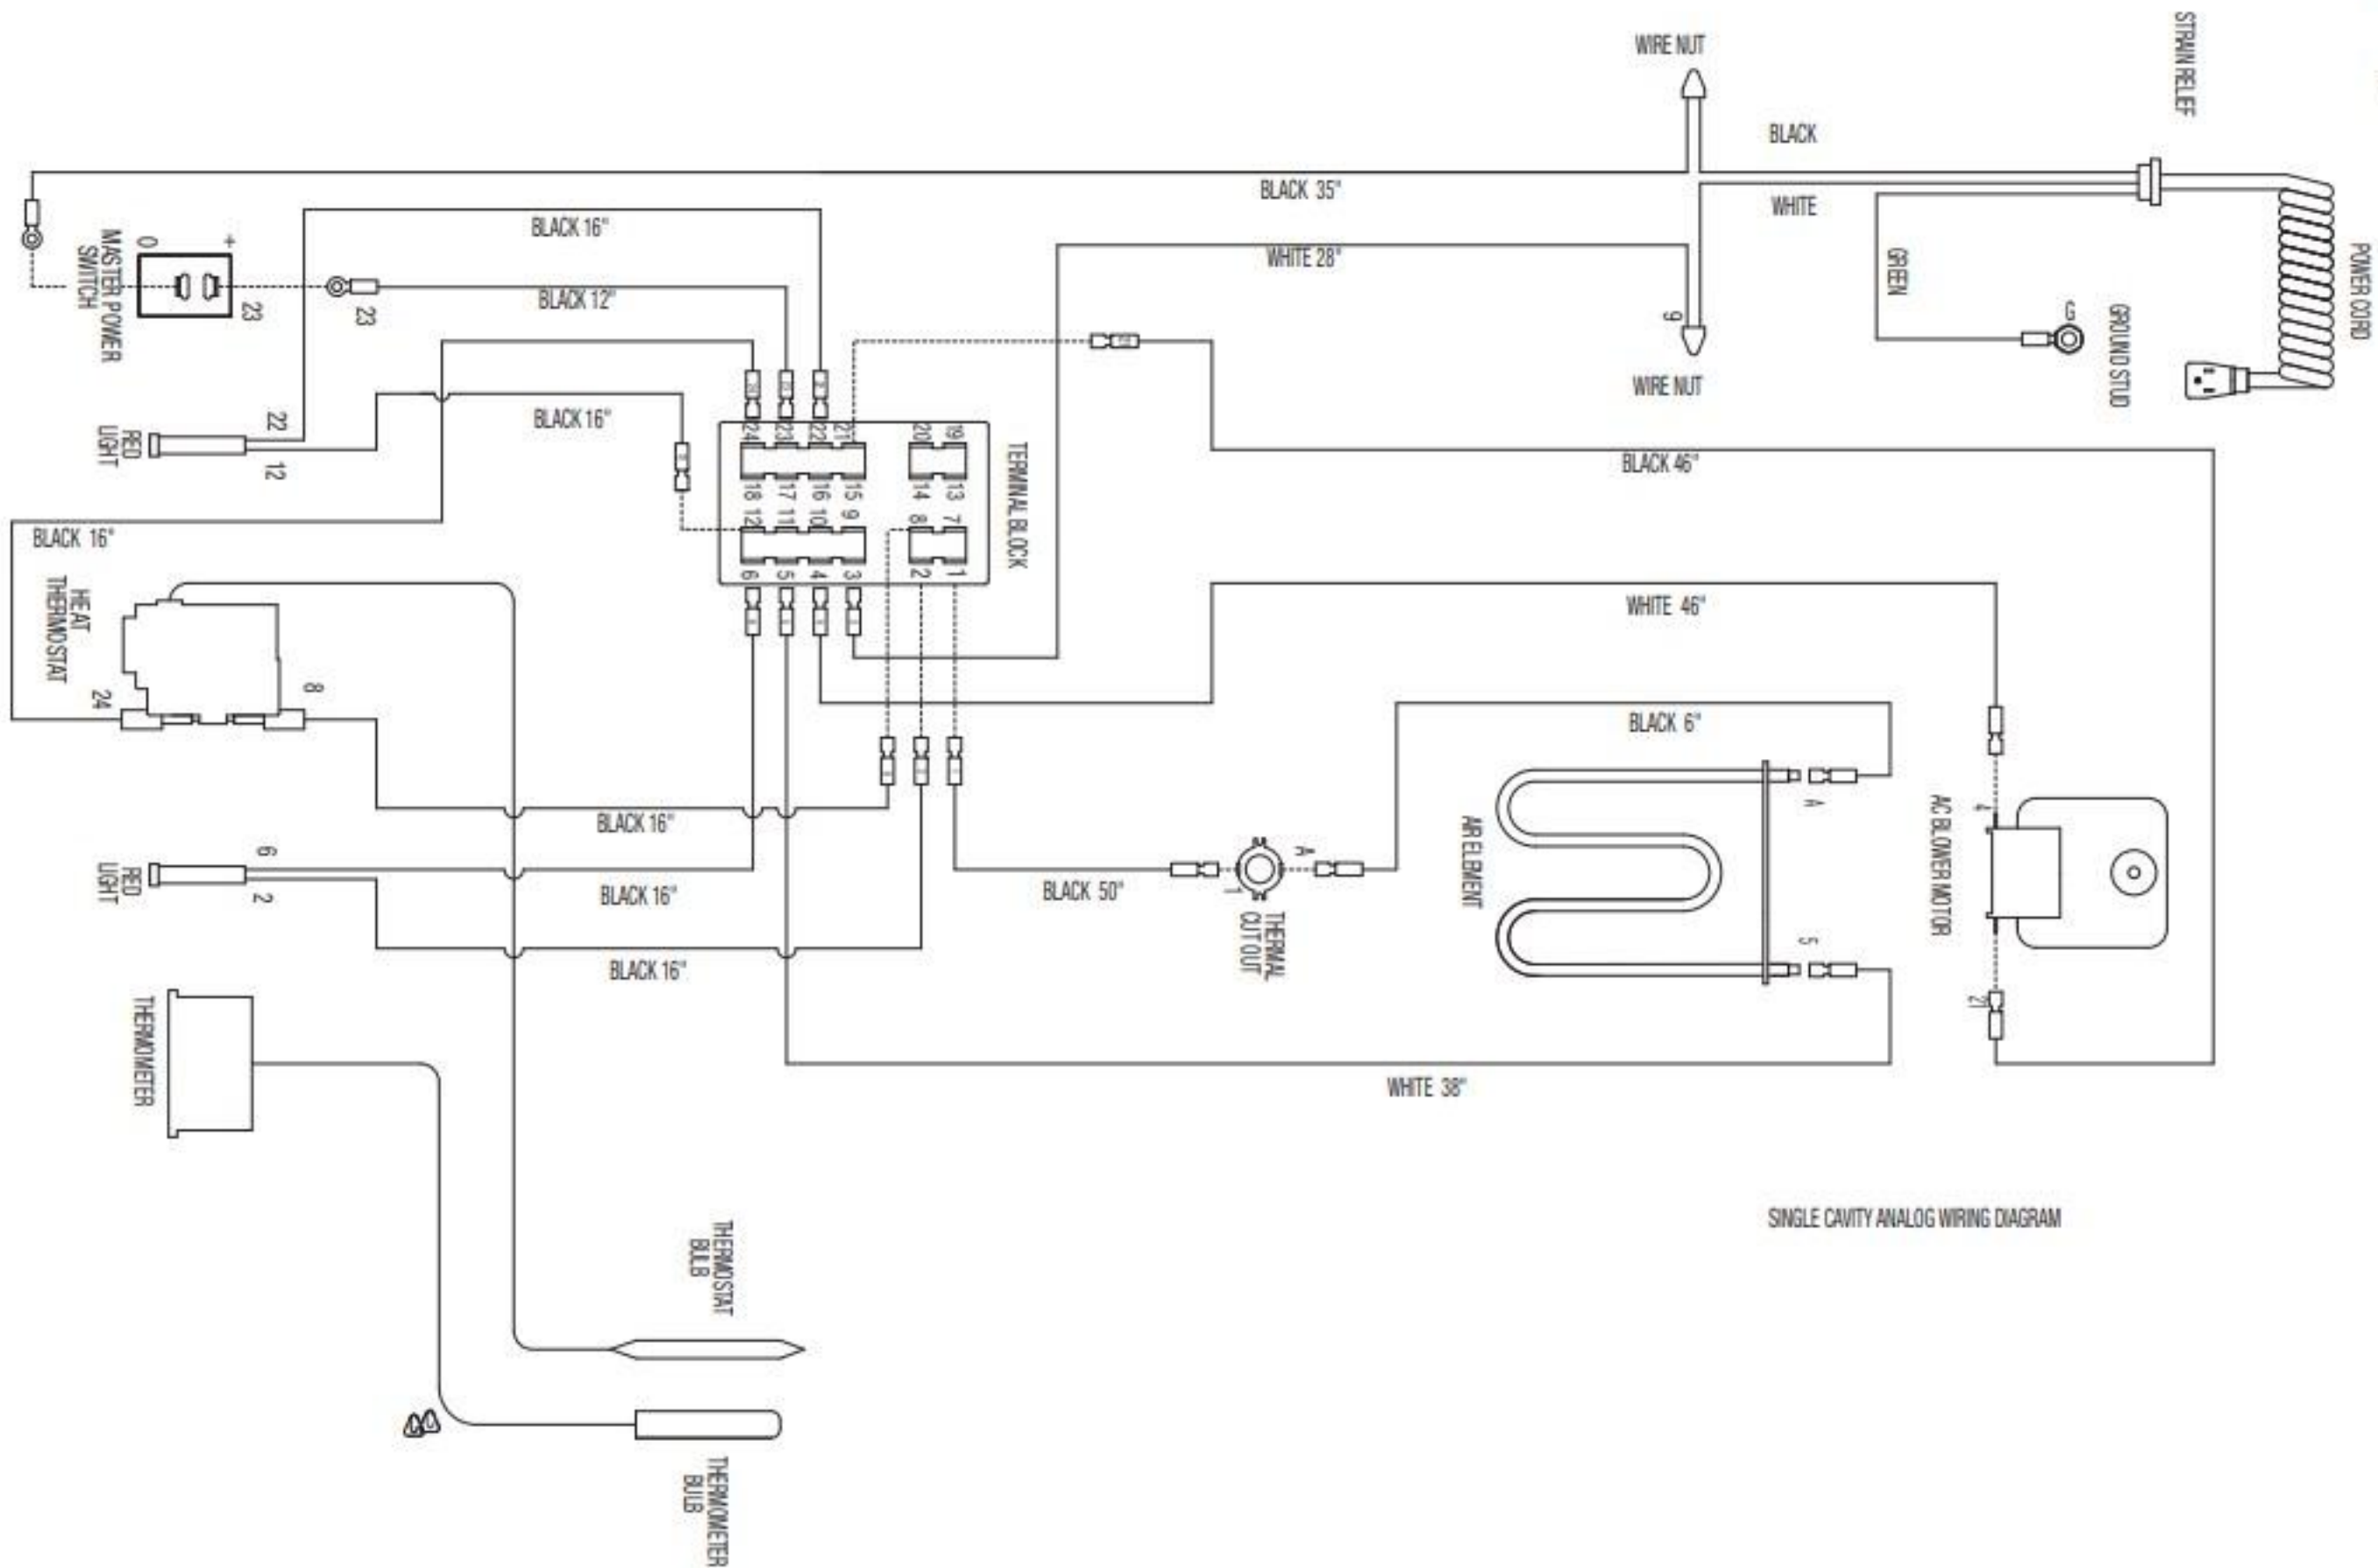 STRAIN RELIEF
WIRE NUT
BLACK
POWER CORD
BLACK 35"
WHITE
BLACK 16"
WHITE 28"
GREEN
GROUND STUD
G
MASTER POWER
SWITCH
O
+
23
23
BLACK 12"
9
WIRE NUT
RED
LIGHT
22
12
BLACK 16"
24
23
22
21
20
19
TERMINAL BLOCK
18
17
16
15
14
13
12
11
10
9
8
7
6
5
4
3
2
1
BLACK 46"
BLACK 16"
HEAT
THERMOSTAT
24
8
WHITE 46"
BLACK 6"
BLACK 16"
RED
LIGHT
6
2
BLACK 16"
BLACK 16"
BLACK 50"
A
1
THERMAL
CUT OUT
AIR ELEMENT
A
5
AC BLOWER MOTOR
4
21
THERMOMETER
WHITE 38"
SINGLE CAVITY ANALOG WIRING DIAGRAM
THERMOSTAT
BULB
THERMOMETER
BULB